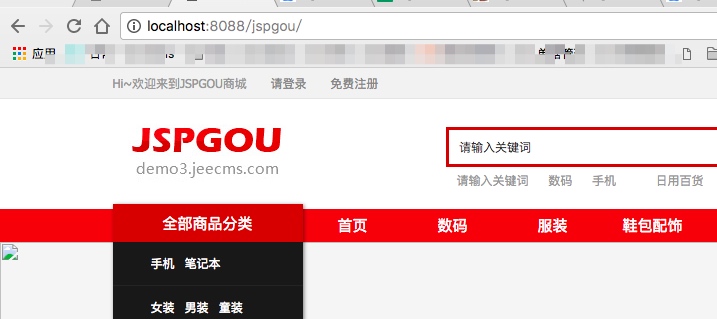 localhost:8088/jspgou/
应用
Hi~欢迎来到JSPGOU商城 请登录 免费注册
JSPGOU
demo3.jeecms.com
请输入关键词
请输入关键词 数码 手机 日用百货
全部商品分类 首页 数码 服装 鞋包配饰
手机 笔记本
女装 男装 童装